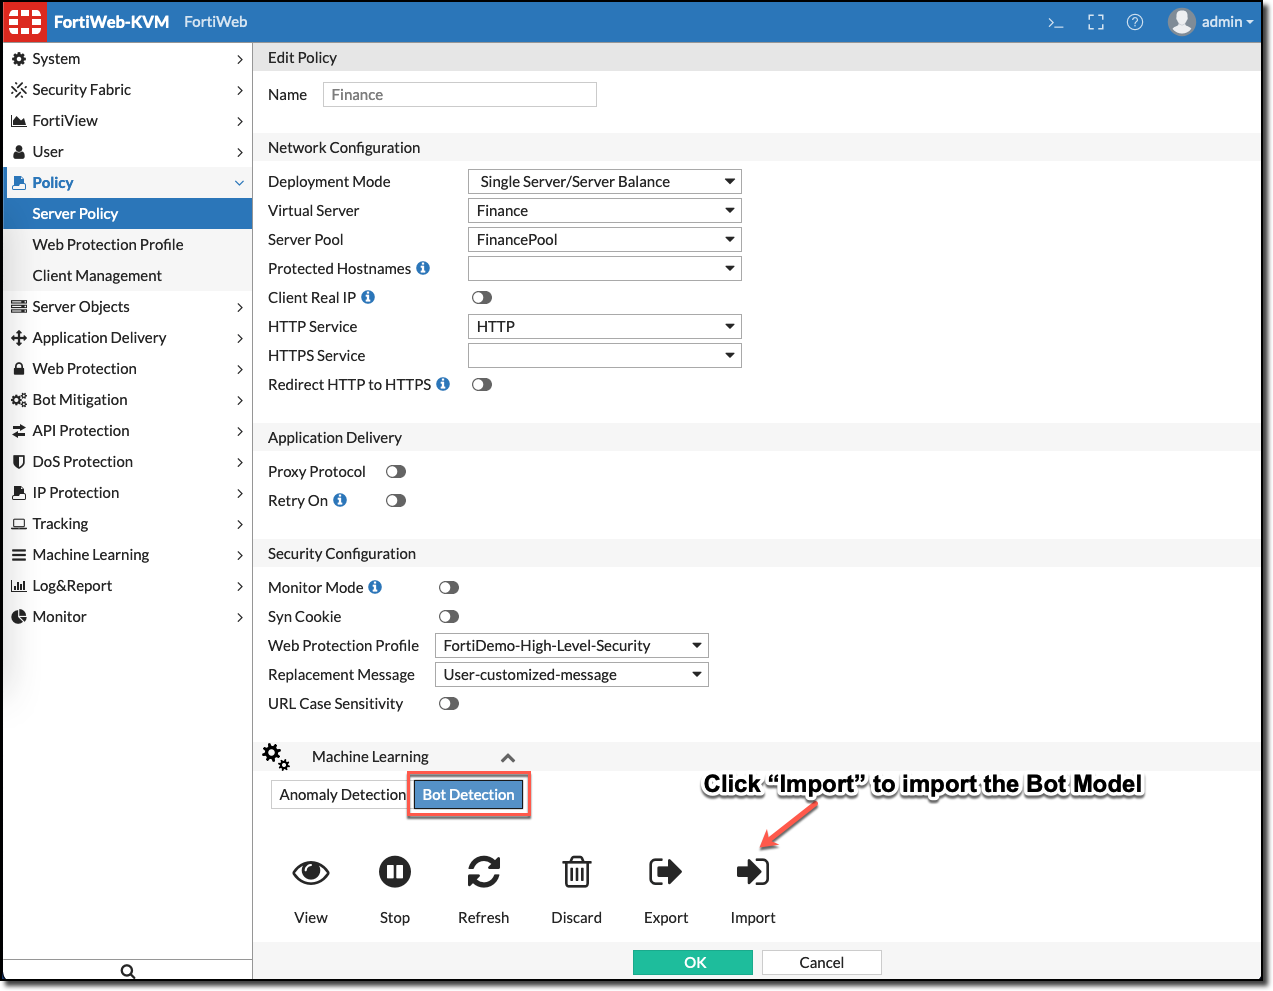 FortiWeb-KVM FortiWeb
>_ admin
System
Security Fabric
FortiView
User
Policy
Server Policy
Web Protection Profile
Client Management
Server Objects
Application Delivery
Web Protection
Bot Mitigation
API Protection
DoS Protection
IP Protection
Tracking
Machine Learning
Log&Report
Monitor
Edit Policy
Name Finance
Network Configuration
Deployment Mode Single Server/Server Balance
Virtual Server Finance
Server Pool FinancePool
Protected Hostnames
Client Real IP
HTTP Service HTTP
HTTPS Service
Redirect HTTP to HTTPS
Application Delivery
Proxy Protocol
Retry On
Security Configuration
Monitor Mode
Syn Cookie
Web Protection Profile FortiDemo-High-Level-Security
Replacement Message User-customized-message
URL Case Sensitivity
Machine Learning
Click “Import” to import the Bot Model
Anomaly Detection Bot Detection
View Stop Refresh Discard Export Import
OK Cancel